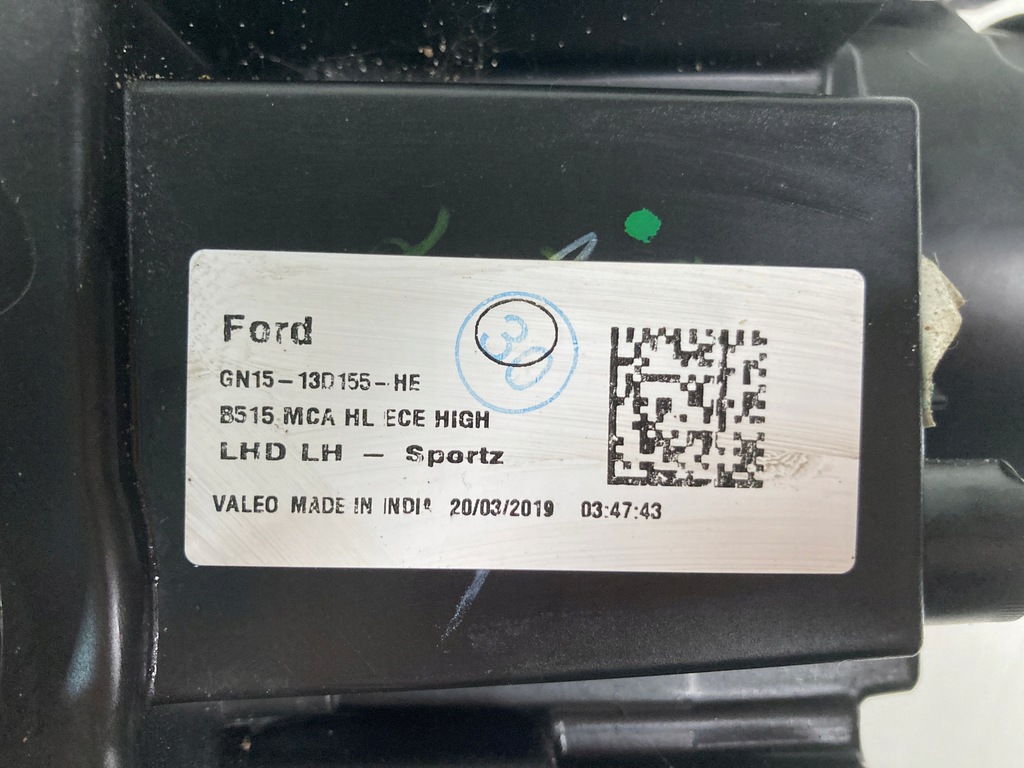 Ford
30
GN15-13D155-HE
B515 MCA HL ECE HIGH
LHD LH - Sportz
VALEO MADE IN INDIA 20/03/2019 03:47:43